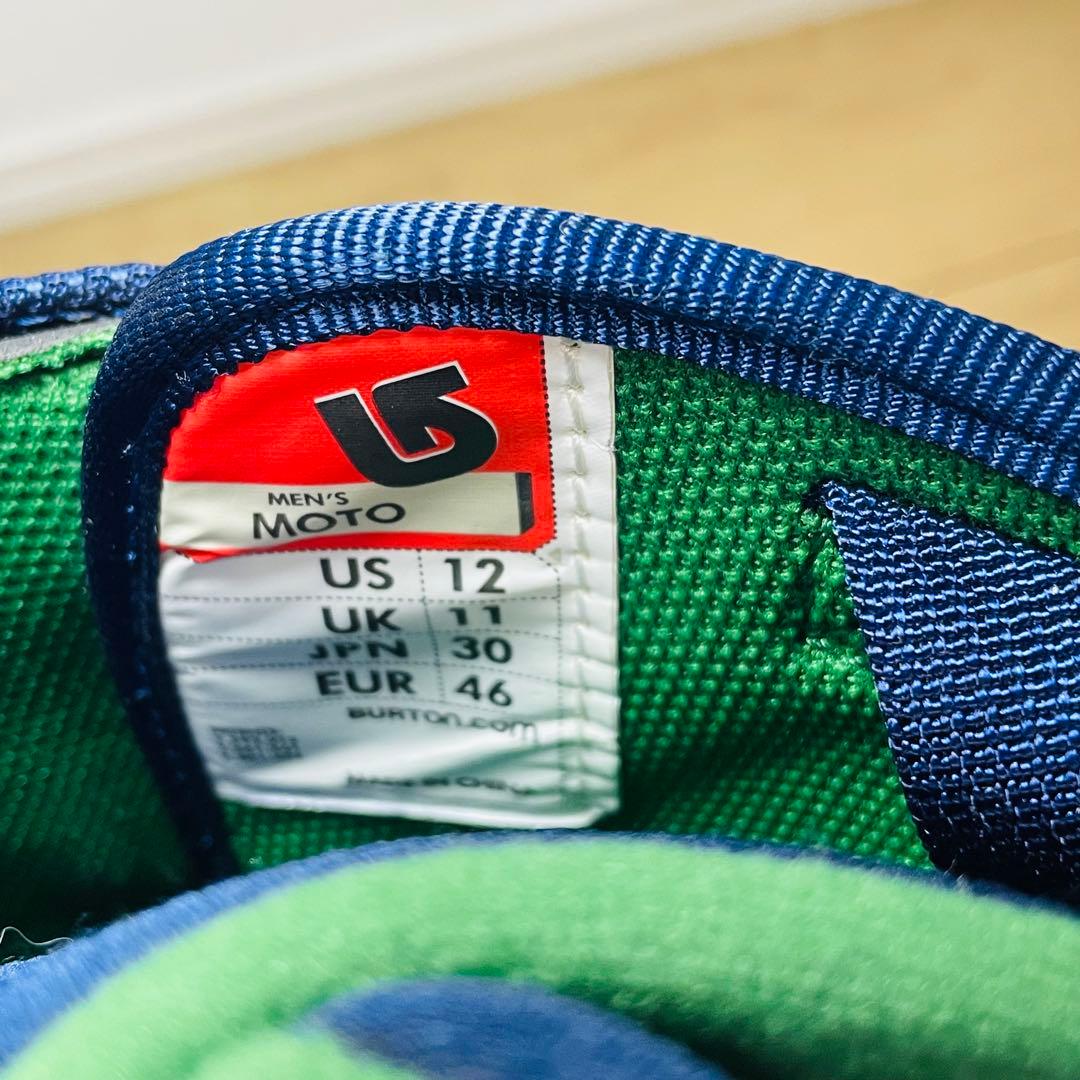 MEN'S
MOTO
US 12
UK 11
JPN 30
EUR 46
BURTON.COM